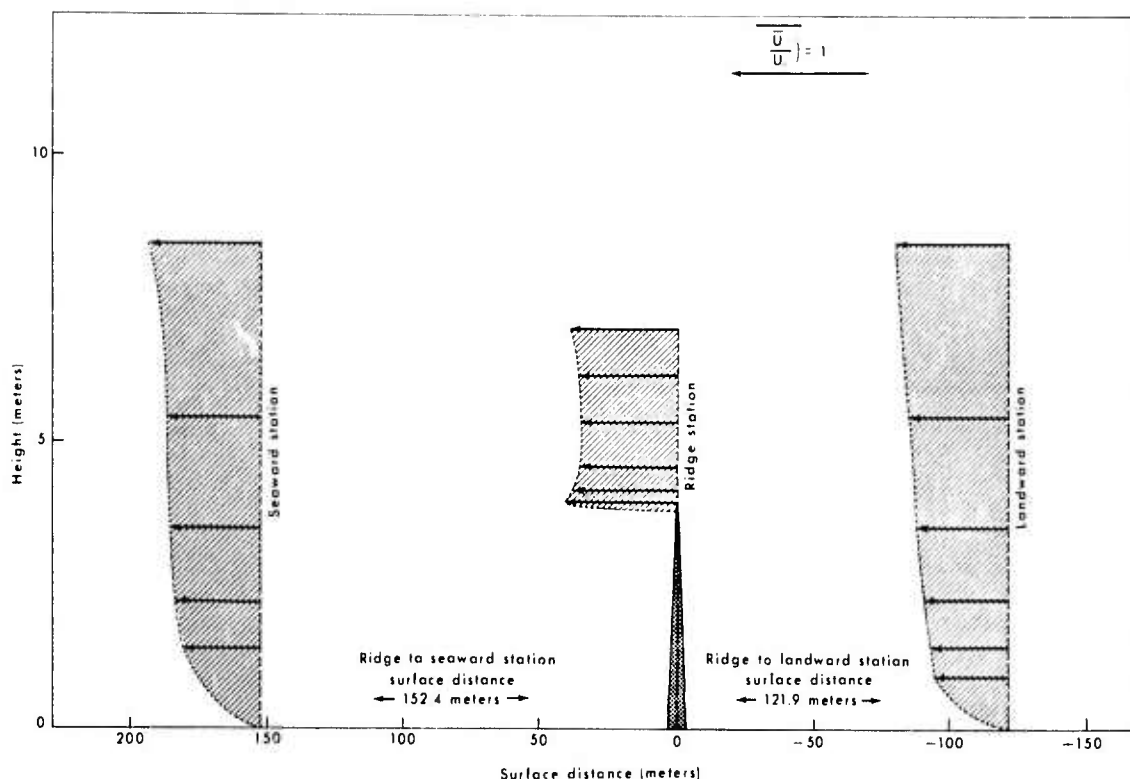 U
U
) = 1
10
5
0
Height (meters)
Seaward station
Ridge station
Landward station
Ridge to seaward station
surface distance
152.4 meters
Ridge to landward station
surface distance
121.9 meters
200
150
100
50
0
-50
-100
-150
Surface distance (meters)